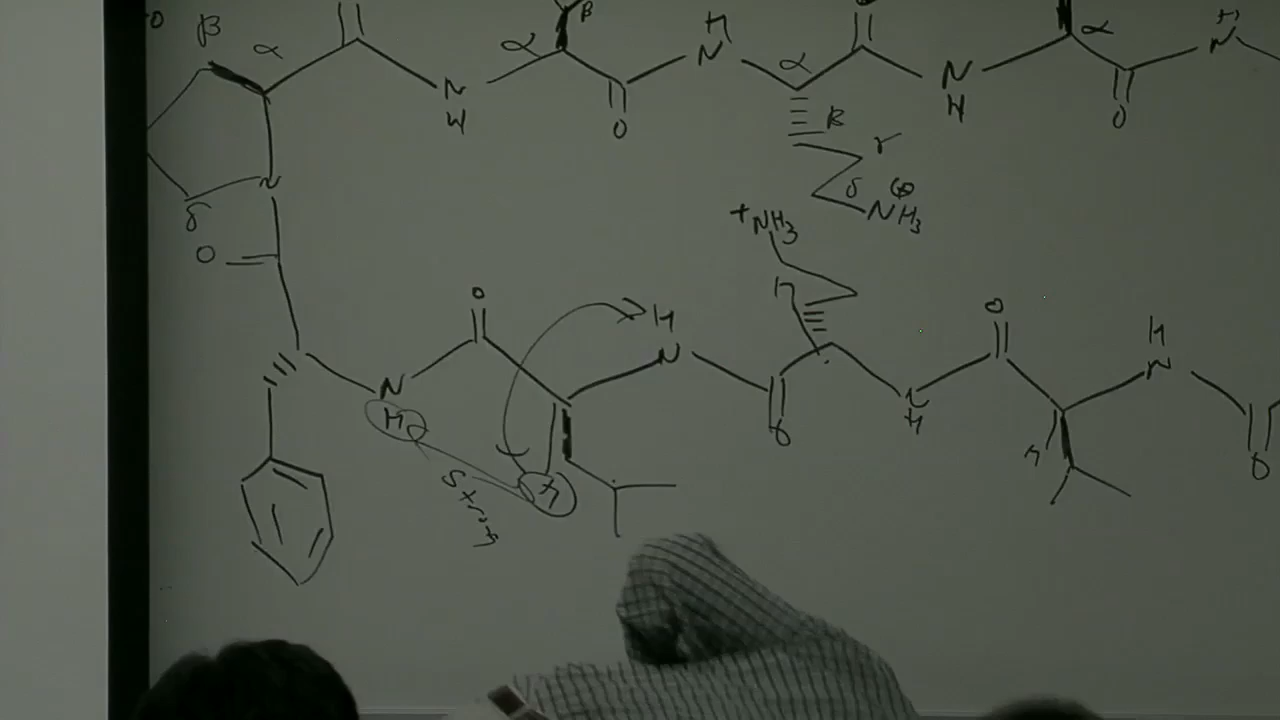 β α α β N H α N H
N H O β N H O
γ
δ ⊕ NH3
δ N +NH3
O
O H H O H
N N N
N H O N H
H O
H
Strong